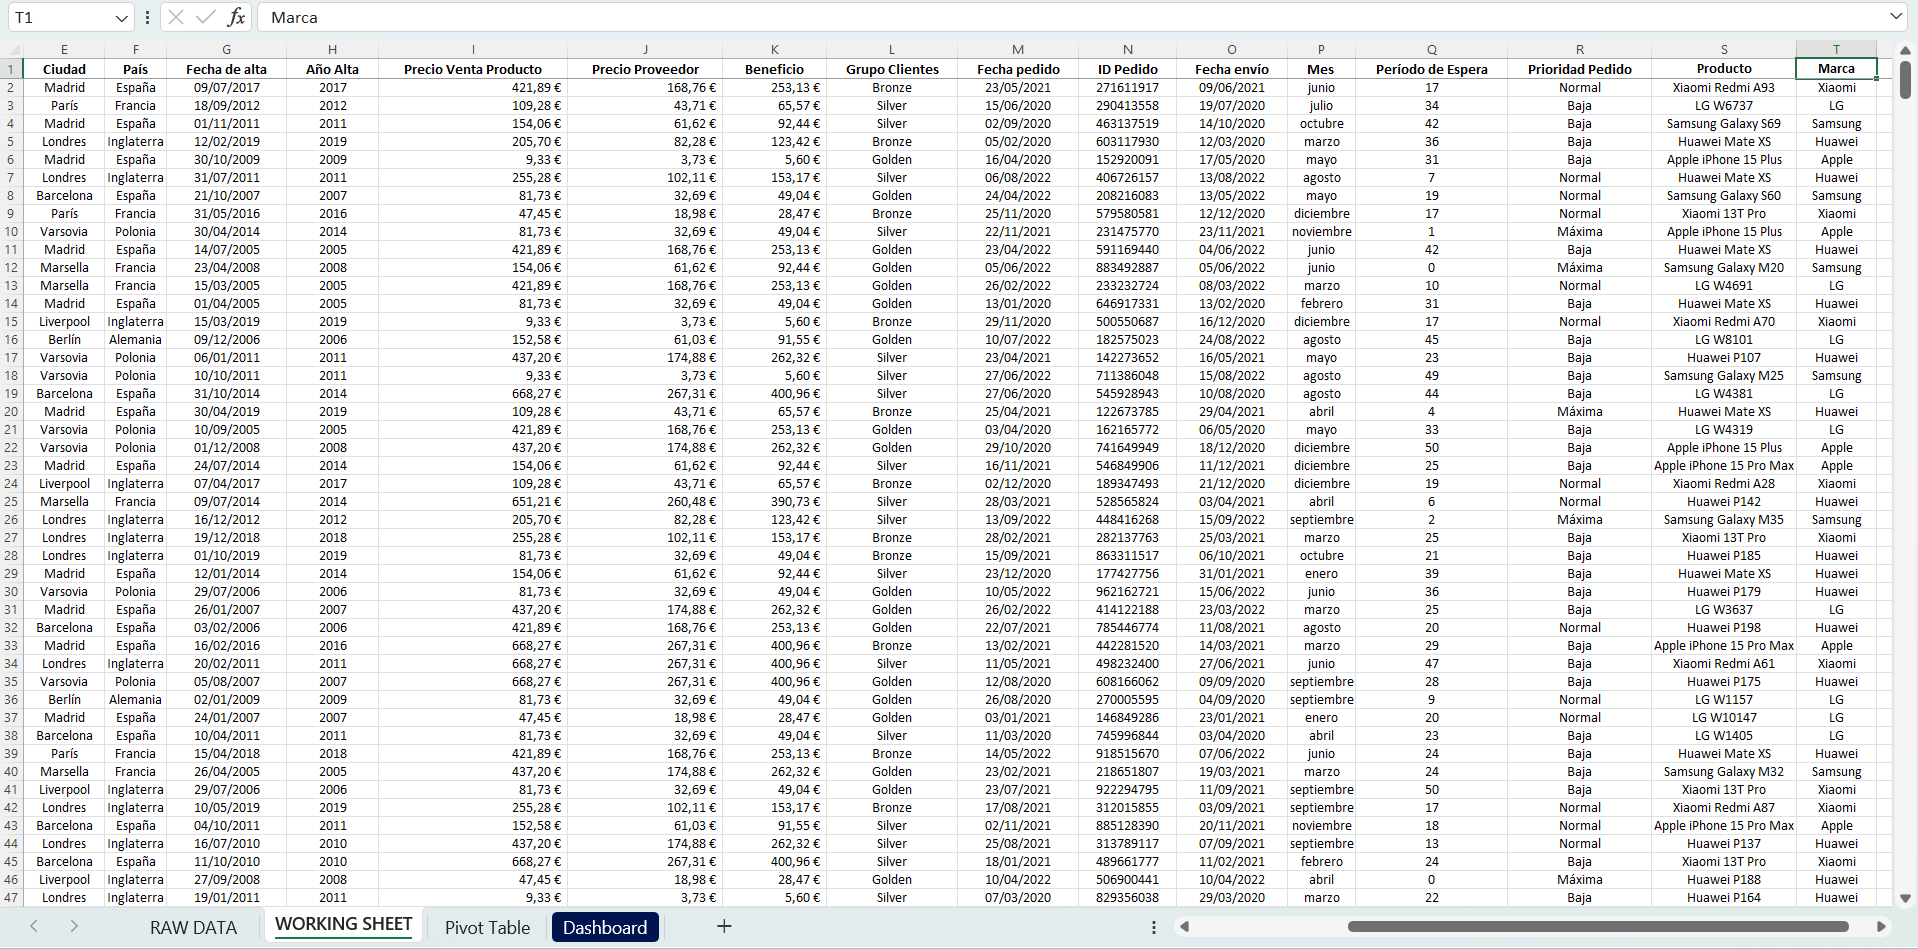 T1 fx Marca
E F G H I J K L M N O P Q R S T
1 Ciudad País Fecha de alta Año Alta Precio Venta Producto Precio Proveedor Beneficio Grupo Clientes Fecha pedido ID Pedido Fecha envío Mes Período de Espera Prioridad Pedido Producto Marca
2 Madrid España 09/07/2017 2017 421,89 € 168,76 € 253,13 € Bronze 23/05/2021 271611917 09/06/2021 junio 17 Normal Xiaomi Redmi A93 Xiaomi
3 París Francia 18/09/2012 2012 109,28 € 43,71 € 65,57 € Silver 15/06/2020 290413558 19/07/2020 julio 34 Baja LG W6737 LG
4 Madrid España 01/11/2011 2011 154,06 € 61,62 € 92,44 € Silver 02/09/2020 463137519 14/10/2020 octubre 42 Baja Samsung Galaxy S69 Samsung
5 Londres Inglaterra 12/02/2019 2019 205,70 € 82,28 € 123,42 € Bronze 05/02/2020 603117930 12/03/2020 marzo 36 Baja Huawei Mate XS Huawei
6 Madrid España 30/10/2009 2009 9,33 € 3,73 € 5,60 € Golden 16/04/2020 152920091 17/05/2020 mayo 31 Baja Apple iPhone 15 Plus Apple
7 Londres Inglaterra 31/07/2011 2011 255,28 € 102,11 € 153,17 € Silver 06/08/2022 406726157 13/08/2022 agosto 7 Normal Huawei Mate XS Huawei
8 Barcelona España 21/10/2007 2007 81,73 € 32,69 € 49,04 € Golden 24/04/2022 208216083 13/05/2022 mayo 19 Normal Samsung Galaxy S60 Samsung
9 París Francia 31/05/2016 2016 47,45 € 18,98 € 28,47 € Bronze 25/11/2020 579580581 12/12/2020 diciembre 17 Normal Xiaomi 13T Pro Xiaomi
10 Varsovia Polonia 30/04/2014 2014 81,73 € 32,69 € 49,04 € Silver 22/11/2021 231475770 23/11/2021 noviembre 1 Máxima Apple iPhone 15 Plus Apple
11 Madrid España 14/07/2005 2005 421,89 € 168,76 € 253,13 € Golden 23/04/2022 591169440 04/06/2022 junio 42 Baja Huawei Mate XS Huawei
12 Marsella Francia 23/04/2008 2008 154,06 € 61,62 € 92,44 € Golden 05/06/2022 883492887 05/06/2022 junio 0 Máxima Samsung Galaxy M20 Samsung
13 Marsella Francia 15/03/2005 2005 421,89 € 168,76 € 253,13 € Golden 26/02/2022 233232724 08/03/2022 marzo 10 Normal LG W4691 LG
14 Madrid España 01/04/2005 2005 81,73 € 32,69 € 49,04 € Golden 13/01/2020 646917331 13/02/2020 febrero 31 Baja Huawei Mate XS Huawei
15 Liverpool Inglaterra 15/03/2019 2019 9,33 € 3,73 € 5,60 € Bronze 29/11/2020 500550687 16/12/2020 diciembre 17 Normal Xiaomi Redmi A70 Xiaomi
16 Berlín Alemania 09/12/2006 2006 152,58 € 61,03 € 91,55 € Golden 10/07/2022 182575023 24/08/2022 agosto 45 Baja LG W8101 LG
17 Varsovia Polonia 06/01/2011 2011 437,20 € 174,88 € 262,32 € Silver 23/04/2021 142273652 16/05/2021 mayo 23 Baja Huawei P107 Huawei
18 Varsovia Polonia 10/10/2011 2011 9,33 € 3,73 € 5,60 € Silver 27/06/2022 711386048 15/08/2022 agosto 49 Baja Samsung Galaxy M25 Samsung
19 Barcelona España 31/10/2014 2014 668,27 € 267,31 € 400,96 € Silver 27/06/2020 545928943 10/08/2020 agosto 44 Baja LG W4381 LG
20 Madrid España 30/04/2019 2019 109,28 € 43,71 € 65,57 € Bronze 25/04/2021 122673785 29/04/2021 abril 4 Máxima Huawei Mate XS Huawei
21 Varsovia Polonia 10/09/2005 2005 421,89 € 168,76 € 253,13 € Golden 03/04/2020 162165772 06/05/2020 mayo 33 Baja LG W4319 LG
22 Varsovia Polonia 01/12/2008 2008 437,20 € 174,88 € 262,32 € Golden 29/10/2020 741649949 18/12/2020 diciembre 50 Baja Apple iPhone 15 Plus Apple
23 Madrid España 24/07/2014 2014 154,06 € 61,62 € 92,44 € Silver 16/11/2021 546849906 11/12/2021 diciembre 25 Baja Apple iPhone 15 Pro Max Apple
24 Liverpool Inglaterra 07/04/2017 2017 109,28 € 43,71 € 65,57 € Bronze 02/12/2020 189347493 21/12/2020 diciembre 19 Normal Xiaomi Redmi A28 Xiaomi
25 Marsella Francia 09/07/2014 2014 651,21 € 260,48 € 390,73 € Silver 28/03/2021 528565824 03/04/2021 abril 6 Normal Huawei P142 Huawei
26 Londres Inglaterra 16/12/2012 2012 205,70 € 82,28 € 123,42 € Silver 13/09/2022 448416268 15/09/2022 septiembre 2 Máxima Samsung Galaxy M35 Samsung
27 Londres Inglaterra 19/12/2018 2018 255,28 € 102,11 € 153,17 € Bronze 28/02/2021 282137763 25/03/2021 marzo 25 Baja Xiaomi 13T Pro Xiaomi
28 Londres Inglaterra 01/10/2019 2019 81,73 € 32,69 € 49,04 € Bronze 15/09/2021 863311517 06/10/2021 octubre 21 Baja Huawei P185 Huawei
29 Madrid España 12/01/2014 2014 154,06 € 61,62 € 92,44 € Silver 23/12/2020 177427756 31/01/2021 enero 39 Baja Huawei Mate XS Huawei
30 Varsovia Polonia 29/07/2006 2006 81,73 € 32,69 € 49,04 € Golden 10/05/2022 962162721 15/06/2022 junio 36 Baja Huawei P179 Huawei
31 Madrid España 26/01/2007 2007 437,20 € 174,88 € 262,32 € Golden 26/02/2022 414122188 23/03/2022 marzo 25 Baja LG W3637 LG
32 Barcelona España 03/02/2006 2006 421,89 € 168,76 € 253,13 € Golden 22/07/2021 785446774 11/08/2021 agosto 20 Normal Huawei P198 Huawei
33 Madrid España 16/02/2016 2016 668,27 € 267,31 € 400,96 € Bronze 13/02/2021 442281520 14/03/2021 marzo 29 Baja Apple iPhone 15 Pro Max Apple
34 Londres Inglaterra 20/02/2011 2011 668,27 € 267,31 € 400,96 € Silver 11/05/2021 498232400 27/06/2021 junio 47 Baja Xiaomi Redmi A61 Xiaomi
35 Varsovia Polonia 05/08/2007 2007 668,27 € 267,31 € 400,96 € Golden 12/08/2020 608166062 09/09/2020 septiembre 28 Baja Huawei P175 Huawei
36 Berlín Alemania 02/01/2009 2009 81,73 € 32,69 € 49,04 € Golden 26/08/2020 270005595 04/09/2020 septiembre 9 Normal LG W1157 LG
37 Madrid España 24/01/2007 2007 47,45 € 18,98 € 28,47 € Golden 03/01/2021 146849286 23/01/2021 enero 20 Normal LG W10147 LG
38 Barcelona España 10/04/2011 2011 81,73 € 32,69 € 49,04 € Silver 11/03/2020 745996844 03/04/2020 abril 23 Baja LG W1405 LG
39 París Francia 15/04/2018 2018 421,89 € 168,76 € 253,13 € Bronze 14/05/2022 918515670 07/06/2022 junio 24 Baja Huawei Mate XS Huawei
40 Marsella Francia 26/04/2005 2005 437,20 € 174,88 € 262,32 € Golden 23/02/2021 218651807 19/03/2021 marzo 24 Baja Samsung Galaxy M32 Samsung
41 Liverpool Inglaterra 29/07/2006 2006 81,73 € 32,69 € 49,04 € Golden 23/07/2021 922294795 11/09/2021 septiembre 50 Baja Xiaomi 13T Pro Xiaomi
42 Londres Inglaterra 10/05/2019 2019 255,28 € 102,11 € 153,17 € Bronze 17/08/2021 312015855 03/09/2021 septiembre 17 Normal Xiaomi Redmi A87 Xiaomi
43 Barcelona España 04/10/2011 2011 152,58 € 61,03 € 91,55 € Silver 02/11/2021 885128390 20/11/2021 noviembre 18 Normal Apple iPhone 15 Pro Max Apple
44 Londres Inglaterra 16/07/2010 2010 437,20 € 174,88 € 262,32 € Silver 25/08/2021 313789117 07/09/2021 septiembre 13 Normal Huawei P137 Huawei
45 Barcelona España 11/10/2010 2010 668,27 € 267,31 € 400,96 € Silver 18/01/2021 489661777 11/02/2021 febrero 24 Baja Xiaomi 13T Pro Xiaomi
46 Liverpool Inglaterra 27/09/2008 2008 47,45 € 18,98 € 28,47 € Golden 10/04/2022 506900441 10/04/2022 abril 0 Máxima Huawei P188 Huawei
47 Londres Inglaterra 19/01/2011 2011 9,33 € 3,73 € 5,60 € Silver 07/03/2020 829356038 29/03/2020 marzo 22 Baja Huawei P164 Huawei
RAW DATA WORKING SHEET Pivot Table Dashboard